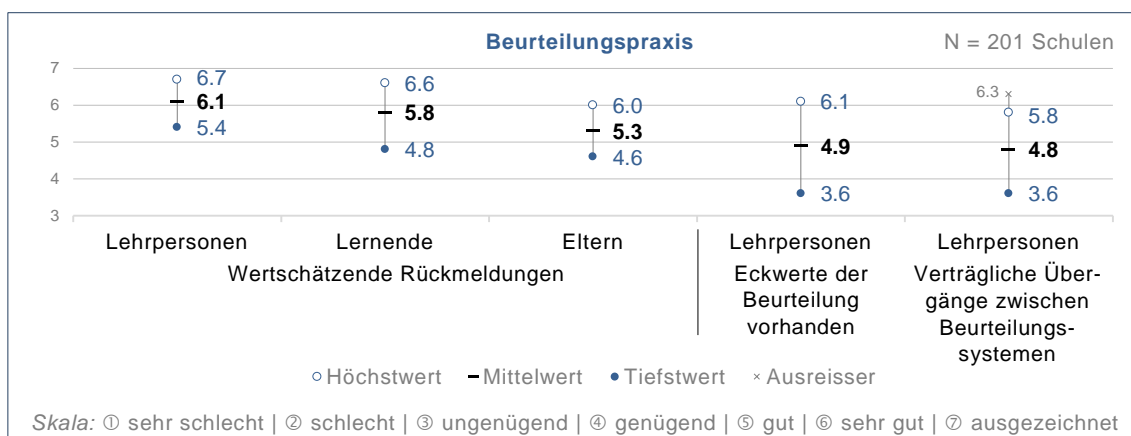 Beurteilungspraxis
N = 201 Schulen
7
6
5
4
3
6.7
6.1
5.4
6.6
5.8
4.8
6.0
5.3
4.6
6.1
4.9
3.6
6.3
5.8
4.8
3.6
Lehrpersonen
Lernende
Eltern
Lehrpersonen
Lehrpersonen
Wertschätzende Rückmeldungen
Eckwerte der
Beurteilung
vorhanden
Verträgliche Über-
gänge zwischen
Beurteilungs-
systemen
Höchstwert
Mittelwert
Tiefstwert
Ausreisser
Skala: ① sehr schlecht | ② schlecht | ③ ungenügend | ④ genügend | ⑤ gut | ⑥ sehr gut | ⑦ ausgezeichnet